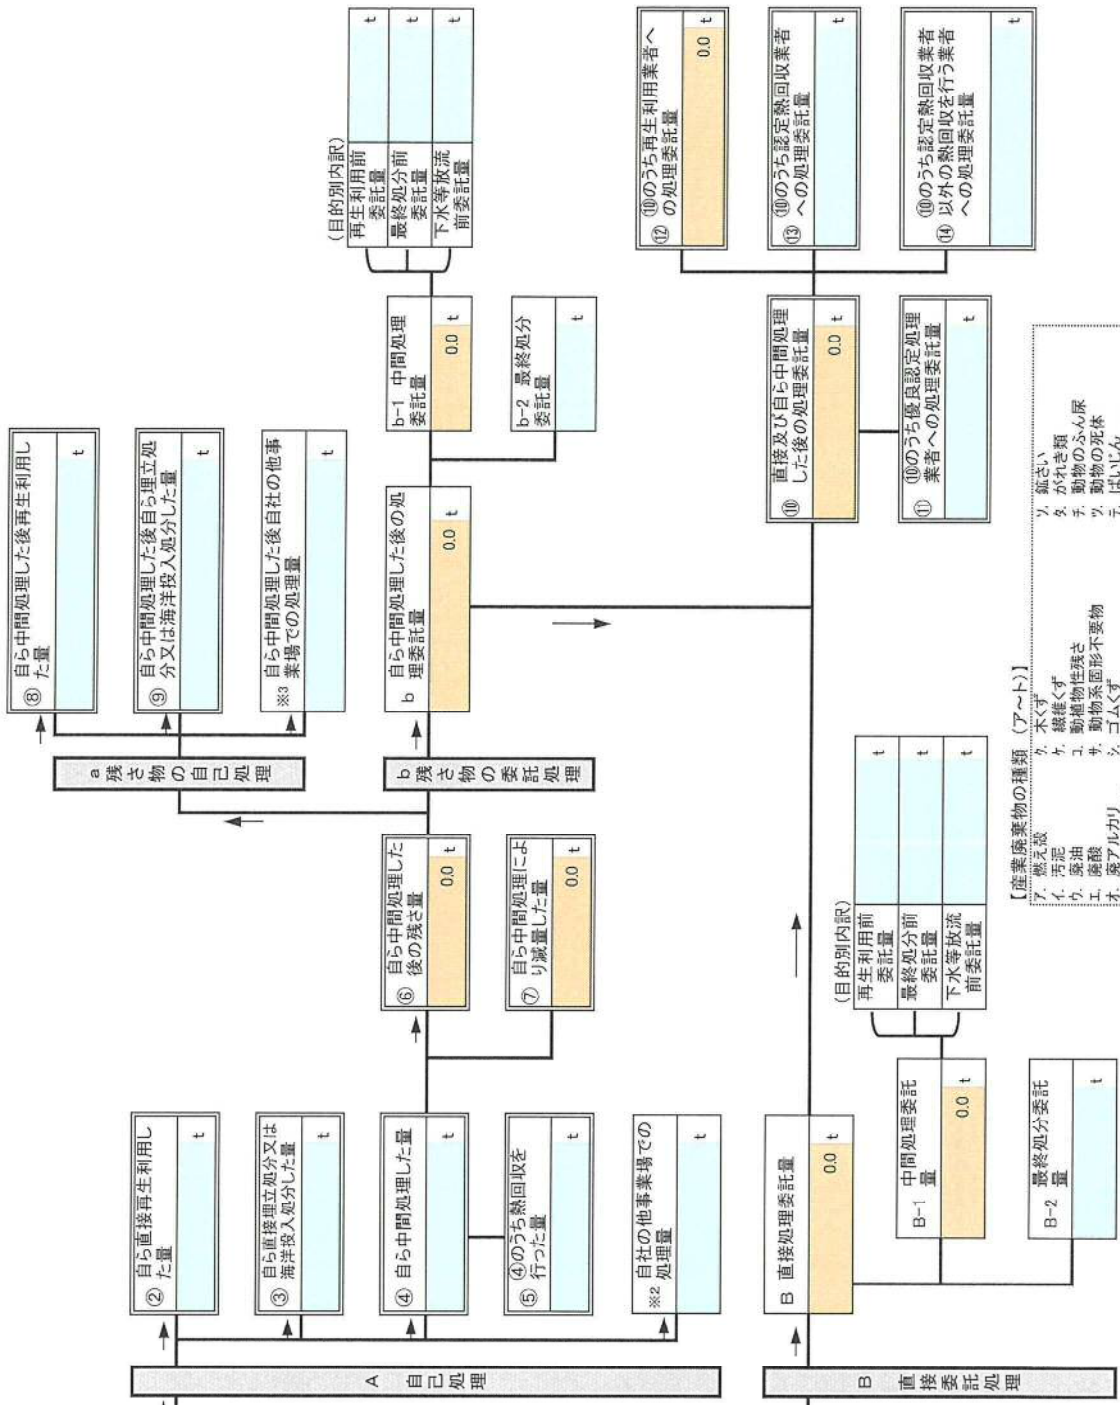 A 自己処理
② 自ら直接再生利用し
た量
t
③ 自ら直接埋立処分又は
海洋投入処分した量
t
④ 自ら中間処理した量
t
⑤ ④のうち熱回収を
行った量
t
※2 自社の他事業場での
処理量
t
⑥ 自ら中間処理した
後の残さ量
0.0 t
⑦ 自ら中間処理によ
り減量した量
0.0 t
a 残さ物の自己処理
⑧ 自ら中間処理した後再生利用し
た量
t
⑨ 自ら中間処理した後自ら埋立処
分又は海洋投入処分した量
t
※3 自ら中間処理した後自社の他事
業場での処理量
t
b 残さ物の委託処理
b 自ら中間処理した後の処
理委託量
0.0 t
b-1 中間処理
委託量
0.0 t
b-2 最終処分
委託量
t
(目的別内訳)
再生利用前
委託量
t
最終処分前
委託量
t
下水等放流
前委託量
t
B 直接委託処理
B 直接処理委託量
0.0 t
B-1 中間処理委託
量
0.0 t
B-2 最終処分委託
量
t
(目的別内訳)
再生利用前
委託量
t
最終処分前
委託量
t
下水等放流
前委託量
t
⑩ 直接及び自ら中間処理
した後の処理委託量
0.0 t
⑪ ⑩のうち優良認定処理
業者への処理委託量
t
⑫ ⑩のうち再生利用業者へ
の処理委託量
0.0 t
⑬ ⑩のうち認定熱回収業者
への処理委託量
t
⑭ ⑩のうち認定熱回収業者
以外の熱回収を行う業者
への処理委託量
t
【産業廃棄物の種類 (ア~ト)】
ア. 燃え殻
イ. 汚泥
ウ. 廃油
エ. 廃酸
オ. 廃アルカリ
ク. 木くず
ケ. 繊維くず
コ. 動植物性残さ
サ. 動物系固形不要物
シ. ゴムくず
ソ. 鉱さい
タ. がれき類
チ. 動物のふん尿
ツ. 動物の死体
テ. ばいじん